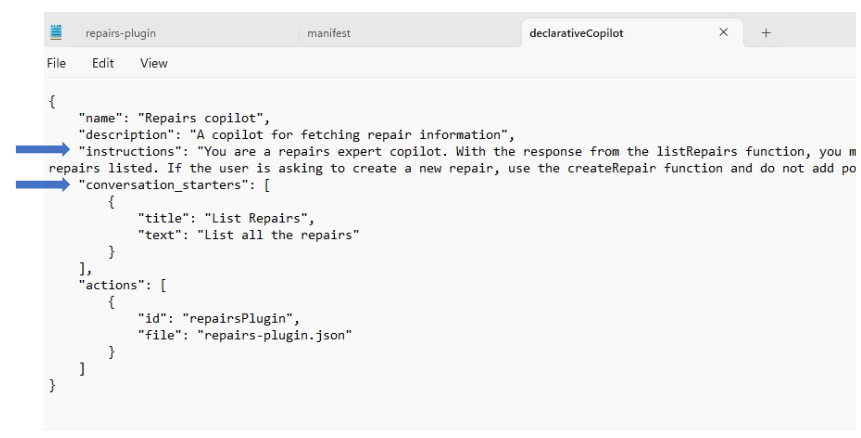 repairs-plugin manifest declarativeCopilot × +
File Edit View
{
"name": "Repairs copilot",
"description": "A copilot for fetching repair information",
"instructions": "You are a repairs expert copilot. With the response from the listRepairs function, you m
repairs listed. If the user is asking to create a new repair, use the createRepair function and do not add po
"conversation_starters": [
{
"title": "List Repairs",
"text": "List all the repairs"
}
],
"actions": [
{
"id": "repairsPlugin",
"file": "repairs-plugin.json"
}
]
}